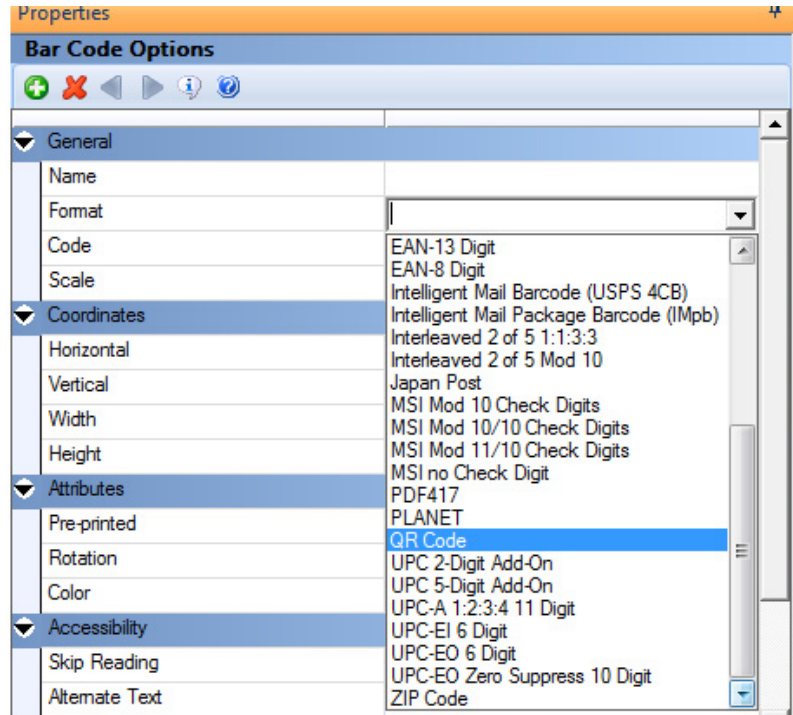 Properties
Bar Code Options
General
Name
Format
Code
Scale
Coordinates
Horizontal
Vertical
Width
Height
Attributes
Pre-printed
Rotation
Color
Accessibility
Skip Reading
Alternate Text
EAN-13 Digit
EAN-8 Digit
Intelligent Mail Barcode (USPS 4CB)
Intelligent Mail Package Barcode (IMpb)
Interleaved 2 of 5 1:1:3:3
Interleaved 2 of 5 Mod 10
Japan Post
MSI Mod 10 Check Digits
MSI Mod 10/10 Check Digits
MSI Mod 11/10 Check Digits
MSI no Check Digit
PDF417
PLANET
QR Code
UPC 2-Digit Add-On
UPC 5-Digit Add-On
UPC-A 1:2:3:4 11 Digit
UPC-EI 6 Digit
UPC-EO 6 Digit
UPC-EO Zero Suppress 10 Digit
ZIP Code